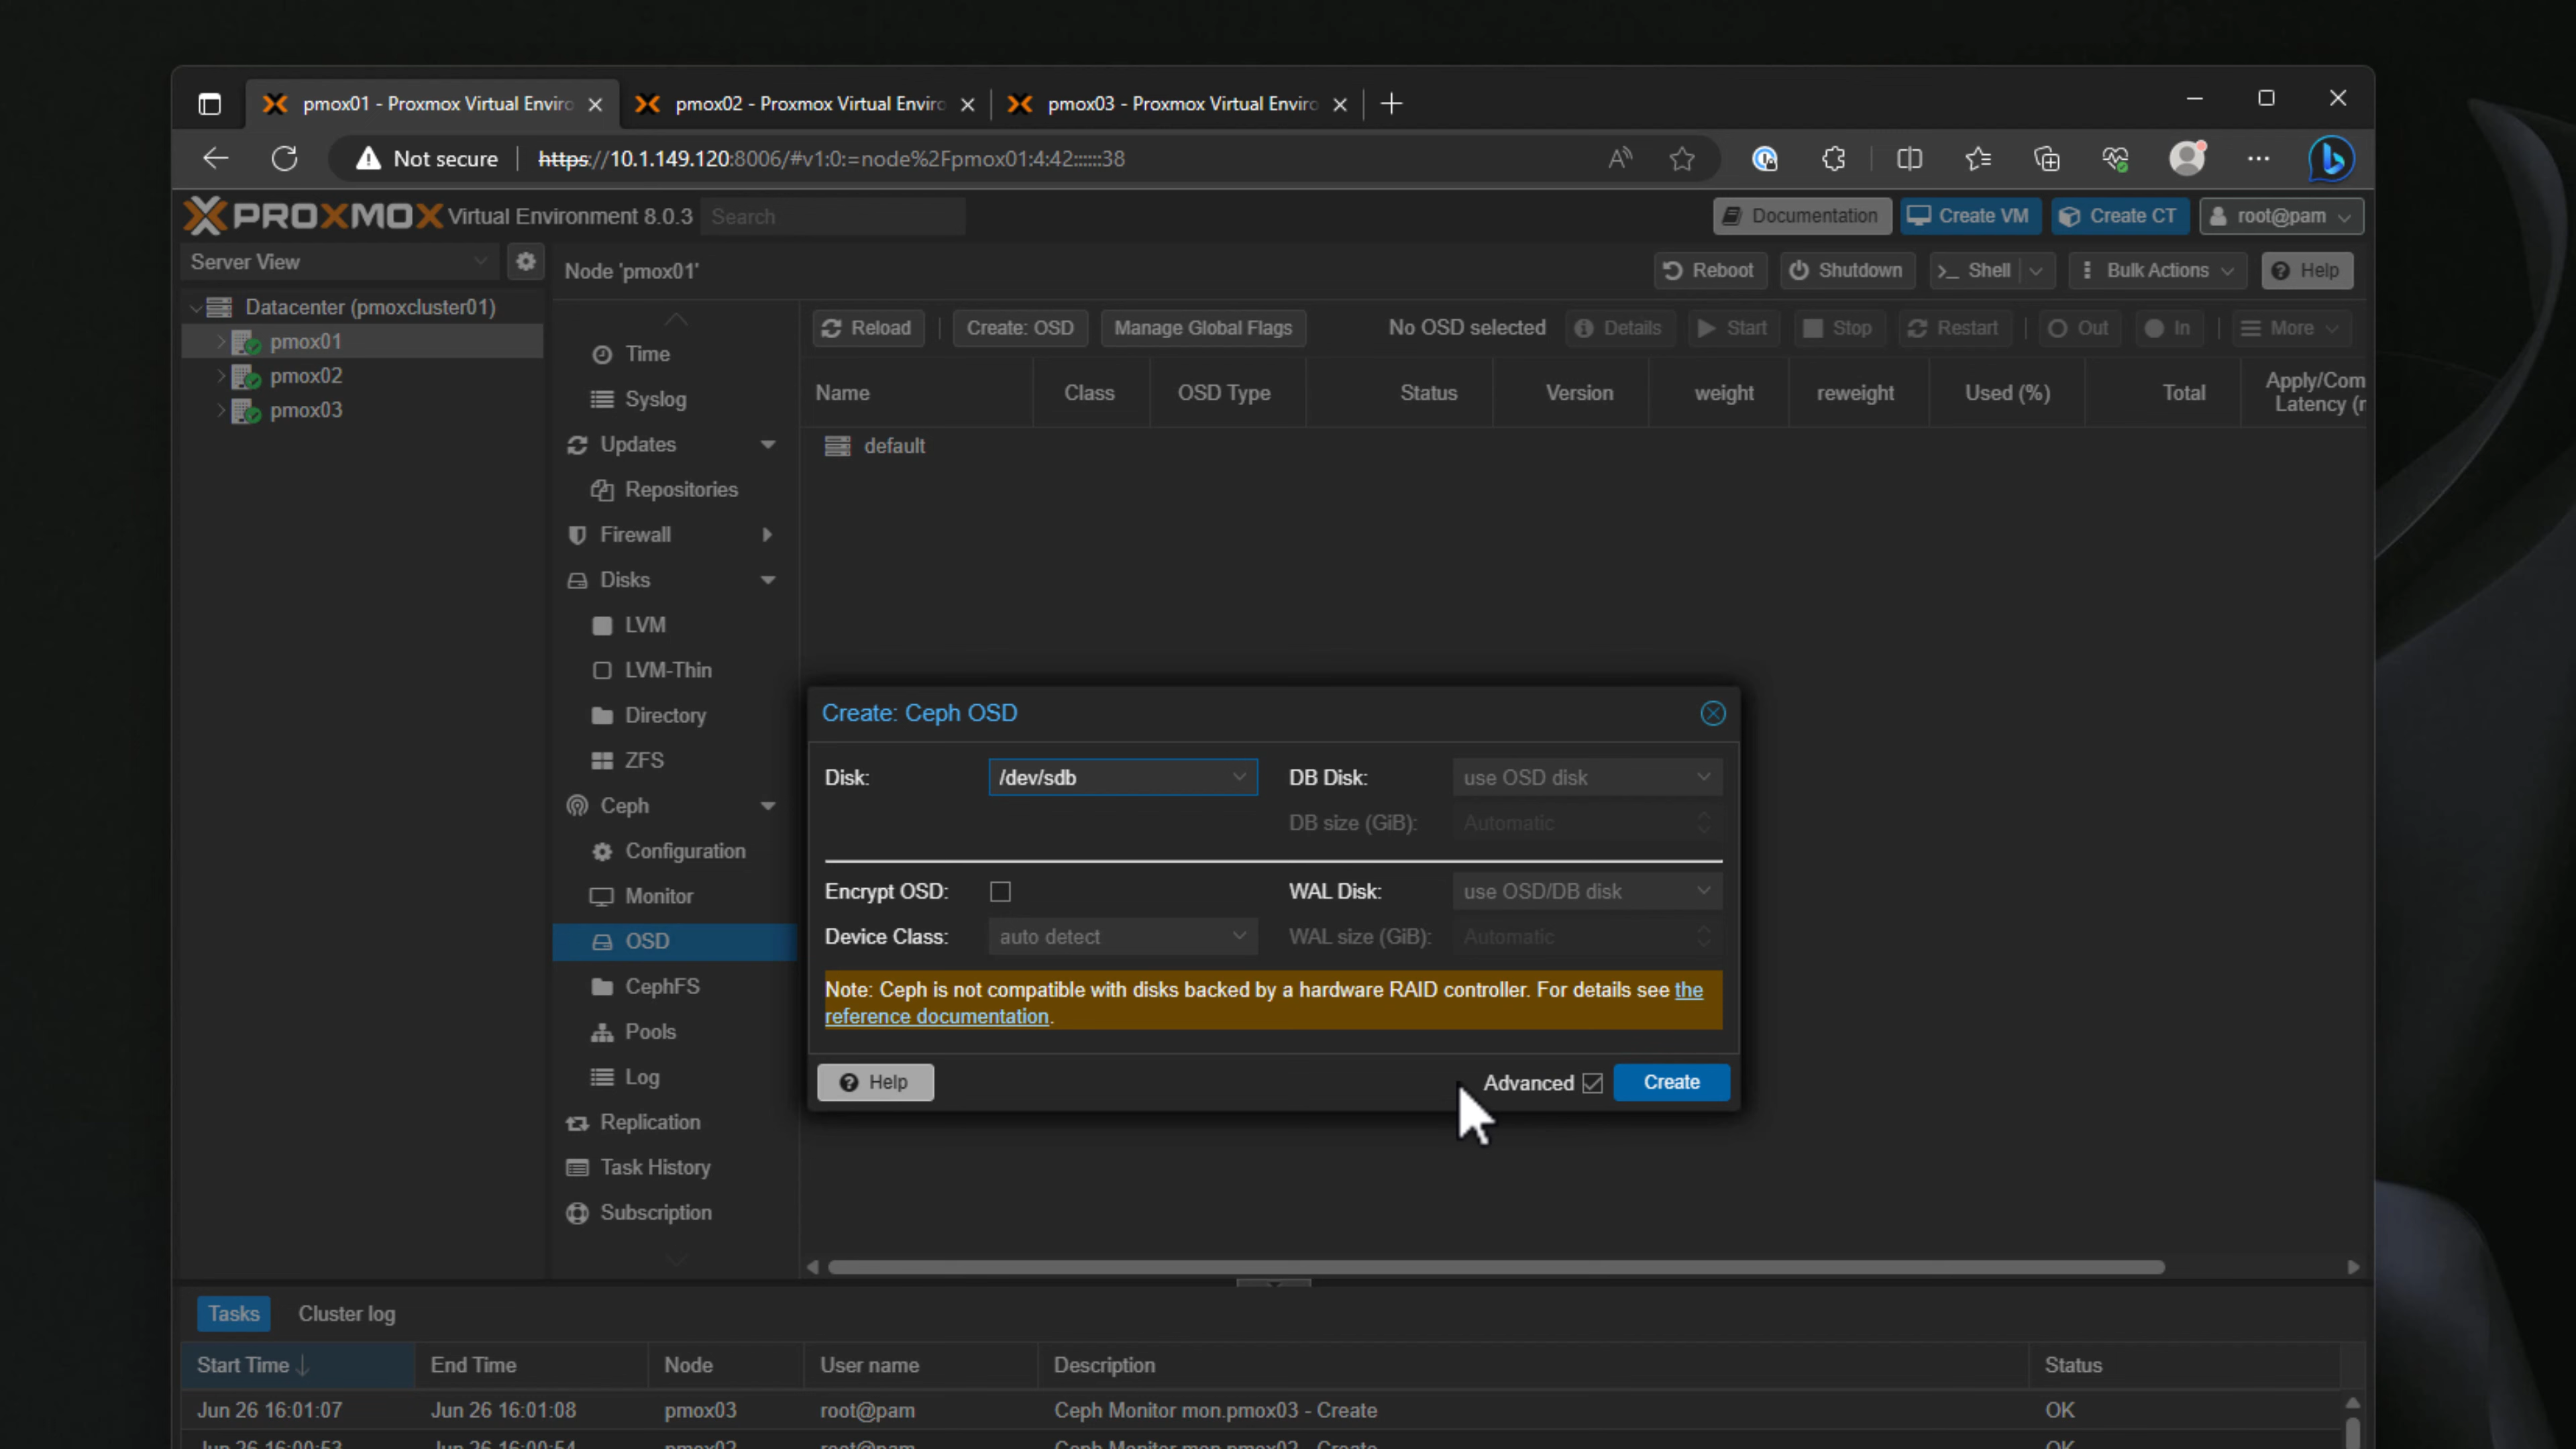 pmox01 - Proxmox Virtual Enviro
pmox02 - Proxmox Virtual Enviro
pmox03 - Proxmox Virtual Enviro
Not secure
https://10.1.149.120:8006/#v1:0:=node%2Fpmox01:4:42::::::38
PROXMOX Virtual Environment 8.0.3
Search
Documentation
Create VM
Create CT
root@pam
Server View
Node 'pmox01'
Reboot
Shutdown
Shell
Bulk Actions
Help
Datacenter (pmoxcluster01)
pmox01
pmox02
pmox03
Time
Syslog
Updates
Repositories
Firewall
Disks
LVM
LVM-Thin
Directory
ZFS
Ceph
Configuration
Monitor
OSD
CephFS
Pools
Log
Replication
Task History
Subscription
Reload
Create: OSD
Manage Global Flags
No OSD selected
Details
Start
Stop
Restart
Out
In
More
Name
Class
OSD Type
Status
Version
weight
reweight
Used (%)
Total
Apply/Com
Latency (
default
Create: Ceph OSD
Disk:
/dev/sdb
DB Disk:
use OSD disk
DB size (GiB):
Automatic
Encrypt OSD:
WAL Disk:
use OSD/DB disk
Device Class:
auto detect
WAL size (GiB):
Automatic
Note: Ceph is not compatible with disks backed by a hardware RAID controller. For details see the
reference documentation.
Help
Advanced
Create
Tasks
Cluster log
Start Time
End Time
Node
User name
Description
Status
Jun 26 16:01:07
Jun 26 16:01:08
pmox03
root@pam
Ceph Monitor mon.pmox03 - Create
OK